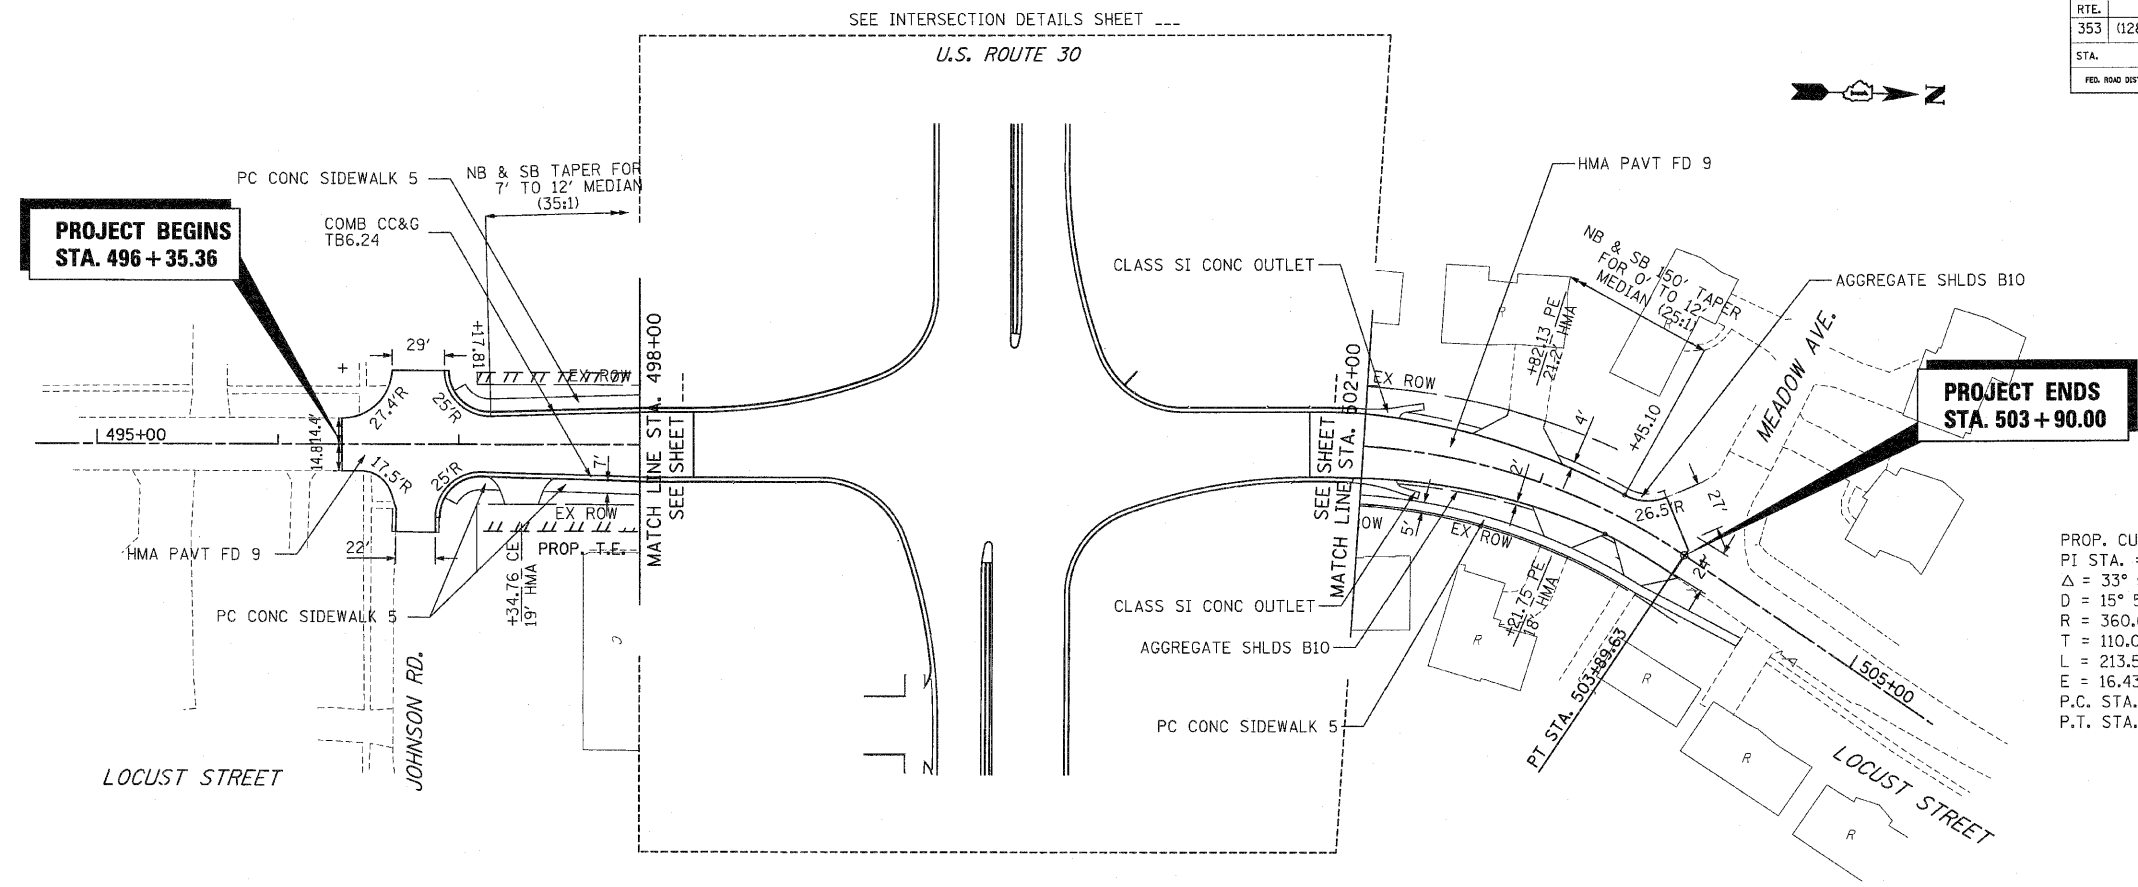 SEE INTERSECTION DETAILS SHEET ___
U.S. ROUTE 30
RTE.
353
STA.
FED. ROAD
N
PC CONC SIDEWALK 5
NB & SB TAPER FOR
7' TO 12' MEDIAN
(35:1)
COMB CC&G
TB6.24
PROJECT BEGINS
STA. 496+35.36
HMA PAVT FD 9
CLASS SI CONC OUTLET
NB & SB 150' TAPER
FOR 0' TO 12'
MEDIAN (25:1)
AGGREGATE SHLDS B10
+82.13 PE
21.2' HMA
MEADOW AVE.
PROJECT ENDS
STA. 503+90.00
29'
+17.81
EX ROW
27.4'R
25'R
495+00
14.4'
14.8'
17.5'R
25'R
7'
EX ROW
PROP. T.E.
22'
HMA PAVT FD 9
+34.76 CE
19' HMA
PC CONC SIDEWALK 5
MATCH LINE STA. 498+00
SEE SHEET
SEE SHEET
MATCH LINE STA. 502+00
EX ROW
4'
+45.10
2'
26.5'R
27'
24'
5'
OW
EX ROW
CLASS SI CONC OUTLET
AGGREGATE SHLDS B10
PC CONC SIDEWALK 5
+21.75 PE
18' HMA
PT STA. 503+89.63
505+00
R
R
R
R
R
R
LOCUST STREET
JOHNSON RD.
LOCUST STREET
PROP. CU
PI STA. =
Δ = 33°
D = 15° 5
R = 360.
T = 110.0
L = 213.5
E = 16.43
P.C. STA.
P.T. STA.